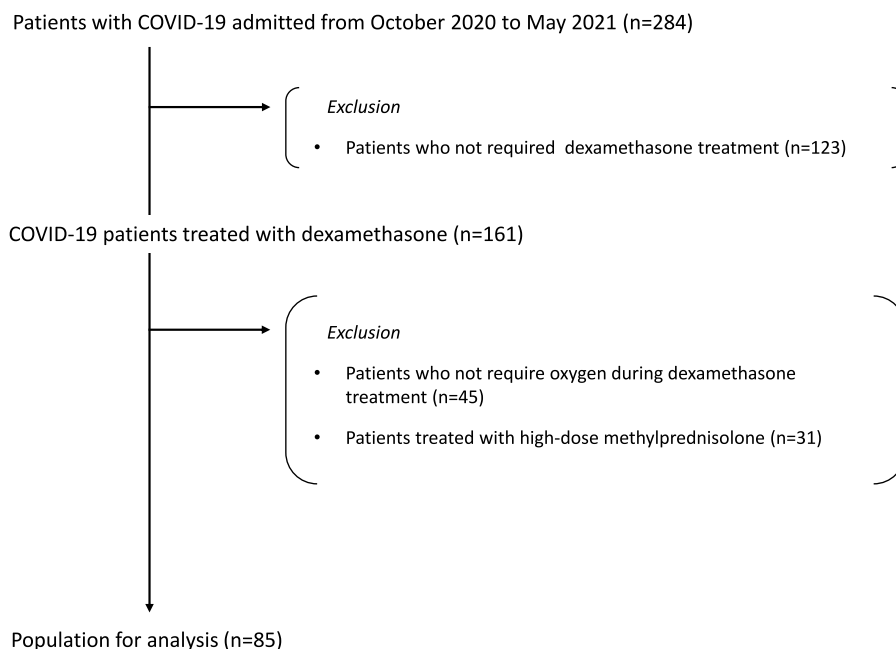 Patients with COVID-19 admitted from October 2020 to May 2021 (n=284)
Exclusion
• Patients who not required  dexamethasone treatment (n=123)
COVID-19 patients treated with dexamethasone (n=161)
Exclusion
• Patients who not require oxygen during dexamethasone
treatment (n=45)
• Patients treated with high-dose methylprednisolone (n=31)
Population for analysis (n=85)